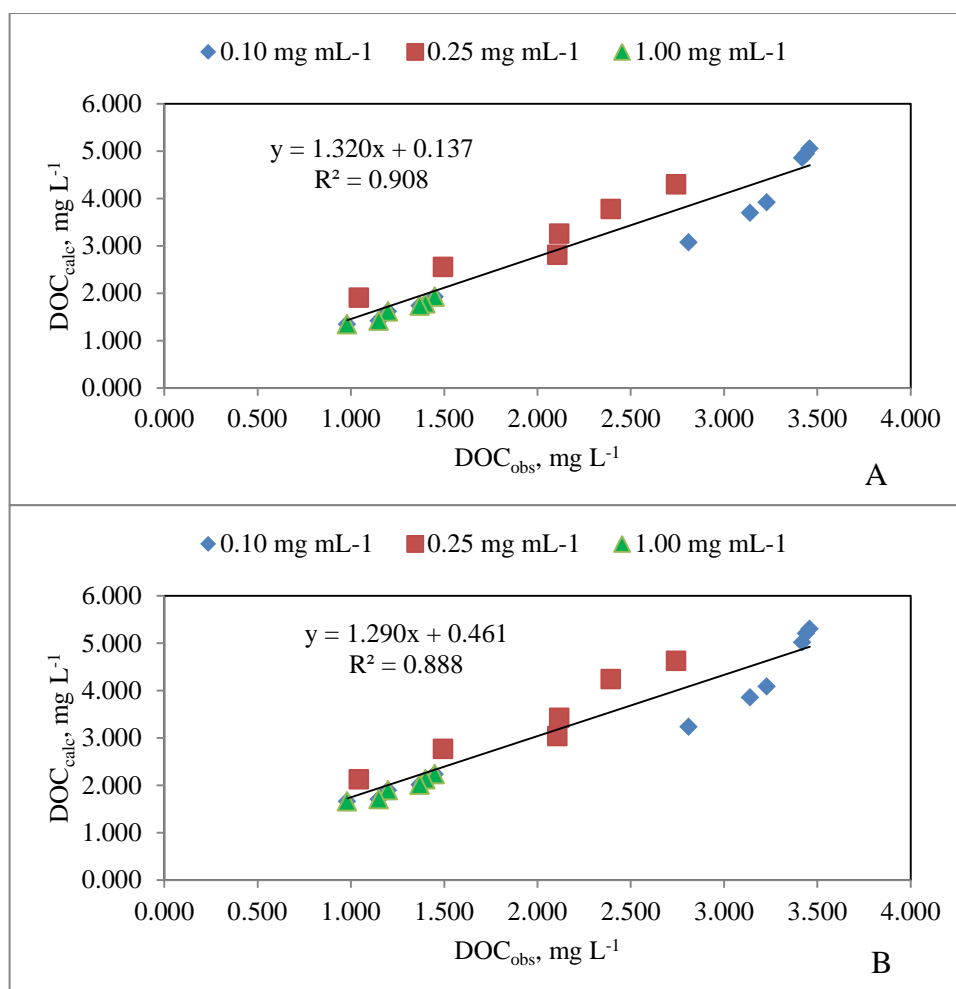 0.10 mg mL-1 0.25 mg mL-1 1.00 mg mL-1
6.000
5.000
4.000
3.000
2.000
1.000
0.000
DOCcalc, mg L-1
y = 1.320x + 0.137
R² = 0.908
0.000 0.500 1.000 1.500 2.000 2.500 3.000 3.500 4.000
DOCobs, mg L-1
A
0.10 mg mL-1 0.25 mg mL-1 1.00 mg mL-1
6.000
5.000
4.000
3.000
2.000
1.000
0.000
DOCcalc, mg L-1
y = 1.290x + 0.461
R² = 0.888
0.000 0.500 1.000 1.500 2.000 2.500 3.000 3.500 4.000
DOCobs, mg L-1
B